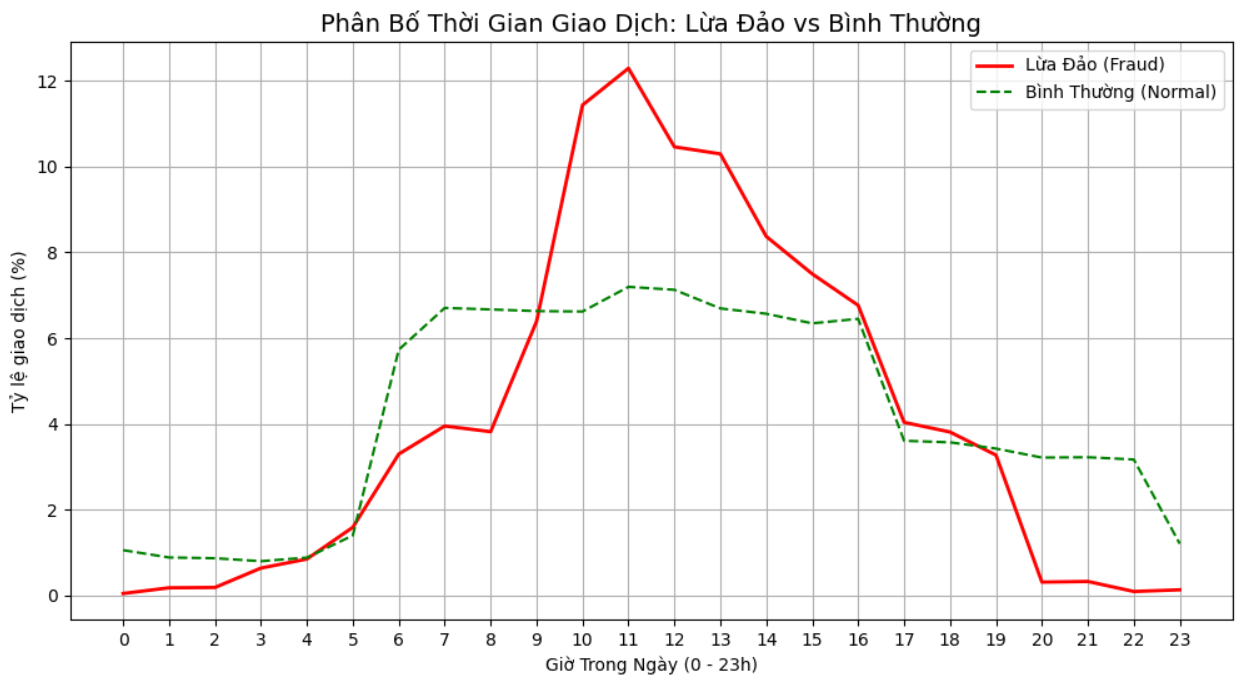 Phân Bố Thời Gian Giao Dịch: Lừa Đảo vs Bình Thường
Lừa Đảo (Fraud)
Bình Thường (Normal)
Tỷ lệ giao dịch (%)
12
10
8
6
4
2
0
0 1 2 3 4 5 6 7 8 9 10 11 12 13 14 15 16 17 18 19 20 21 22 23
Giờ Trong Ngày (0 - 23h)